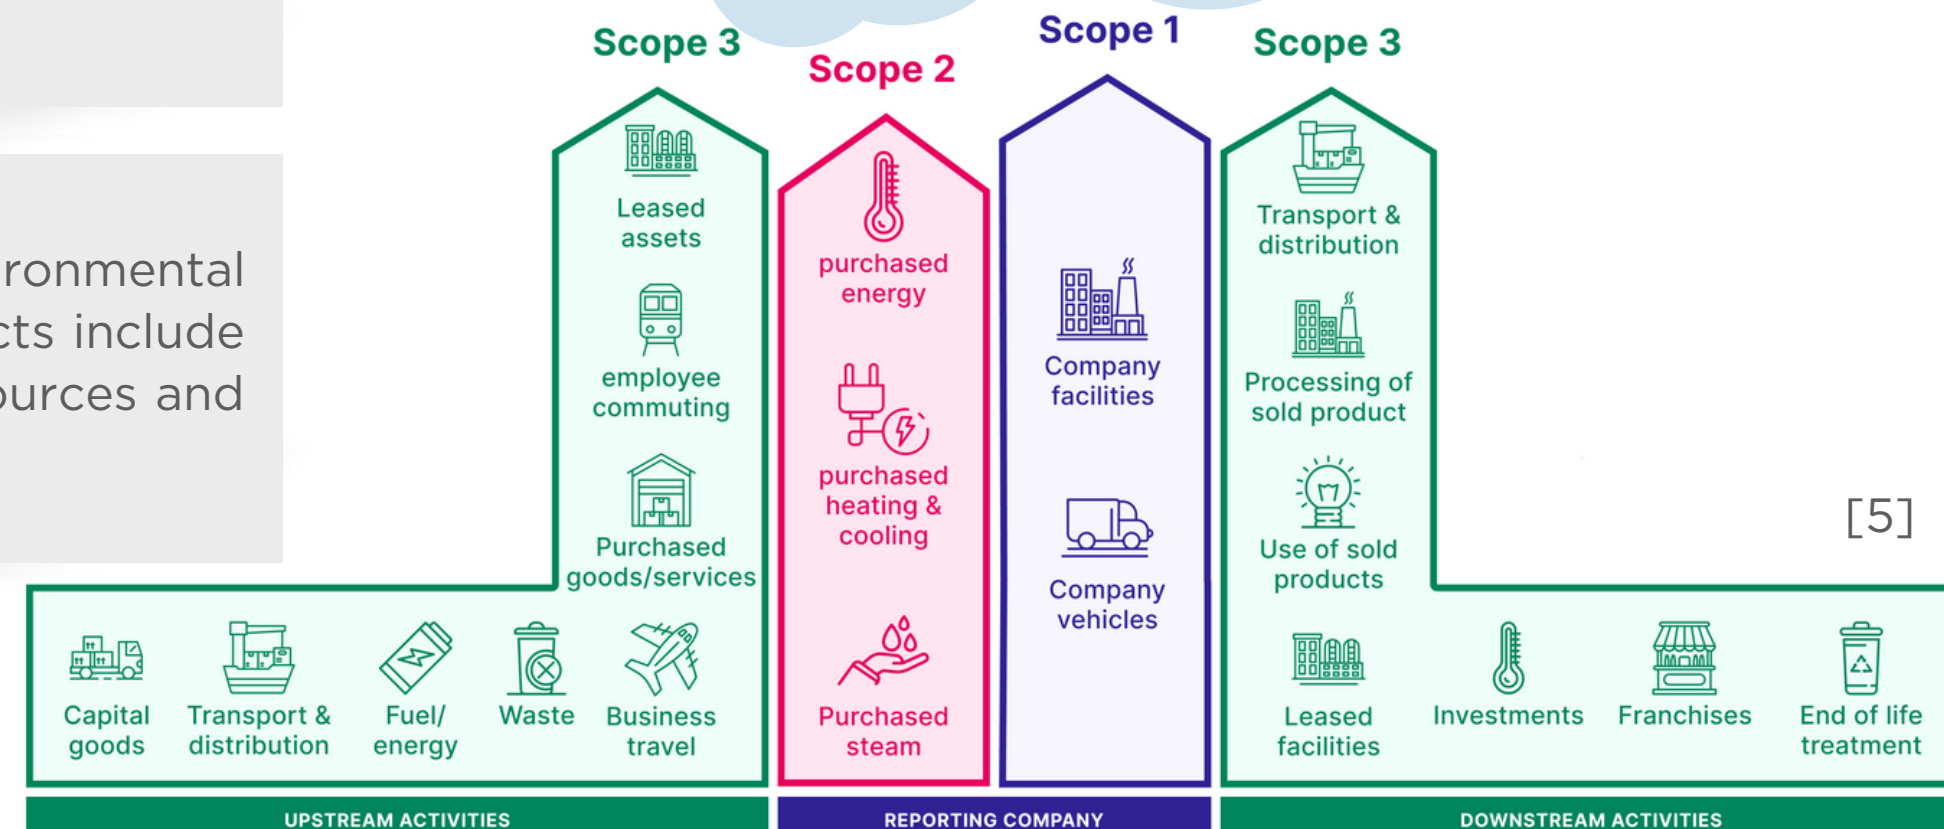 Scope 3
Scope 2
Scope 1
Scope 3
ronmental
cts include
ources and
Leased
assets
employee
commuting
Purchased
goods/services
Capital
goods
Transport &
distribution
Fuel/
energy
Waste
Business
travel
purchased
energy
purchased
heating &
cooling
Purchased
steam
Company
facilities
Company
vehicles
Transport &
distribution
Processing of
sold product
Use of sold
products
Leased
facilities
Investments
Franchises
End of life
treatment
[5]
UPSTREAM ACTIVITIES
REPORTING COMPANY
DOWNSTREAM ACTIVITIES